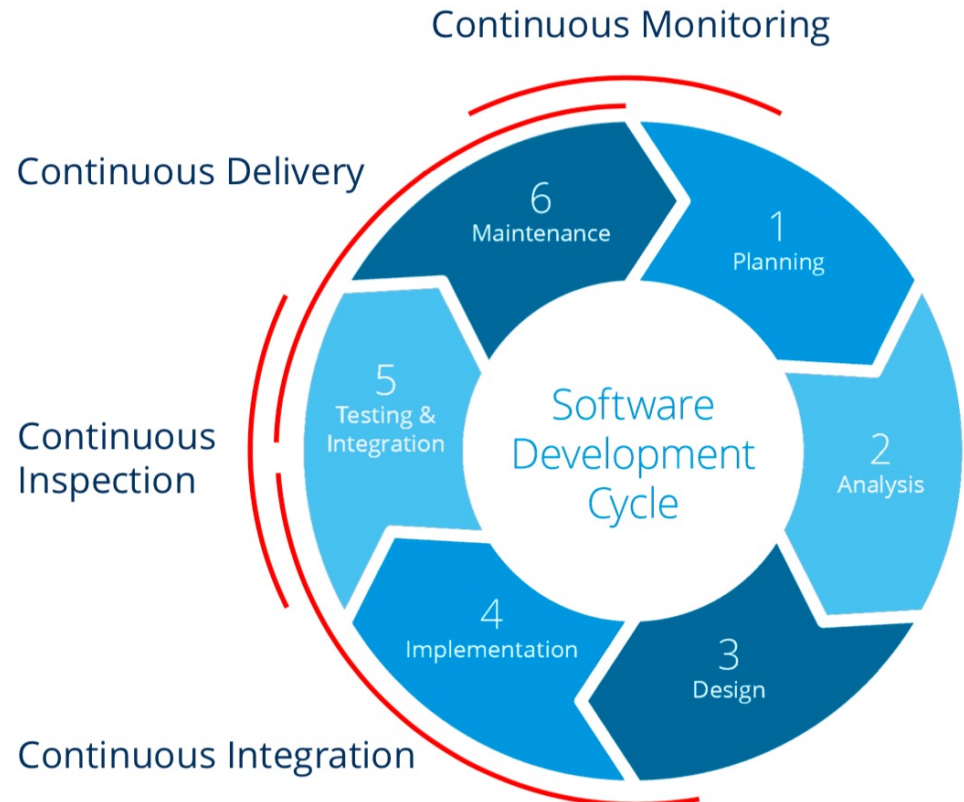 Continuous Monitoring
Continuous Delivery
6
Maintenance
1
Planning
5
Testing &
Integration
Continuous
Inspection
Software
Development
Cycle
2
Analysis
4
Implementation
3
Design
Continuous Integration